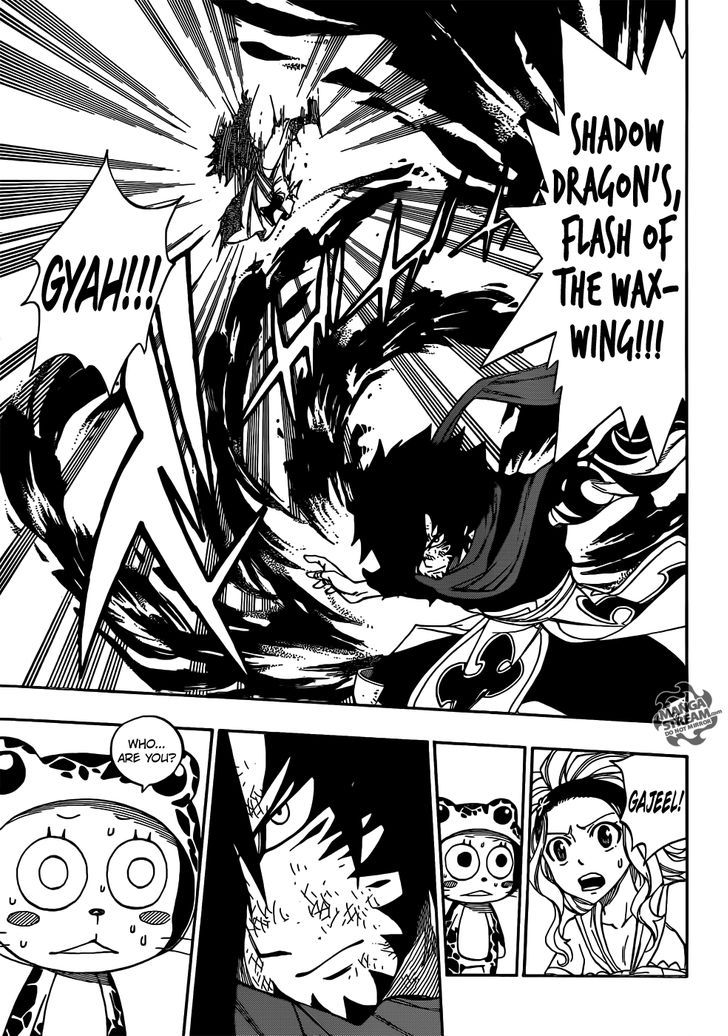 SHADOW
DRAGON'S,
FLASH OF
THE WAX-
WING!!!
GYAH!!!
GAJEEL!
WHO...
ARE YOU?
MANGA
STREAM.com
DO NOT MIRROR